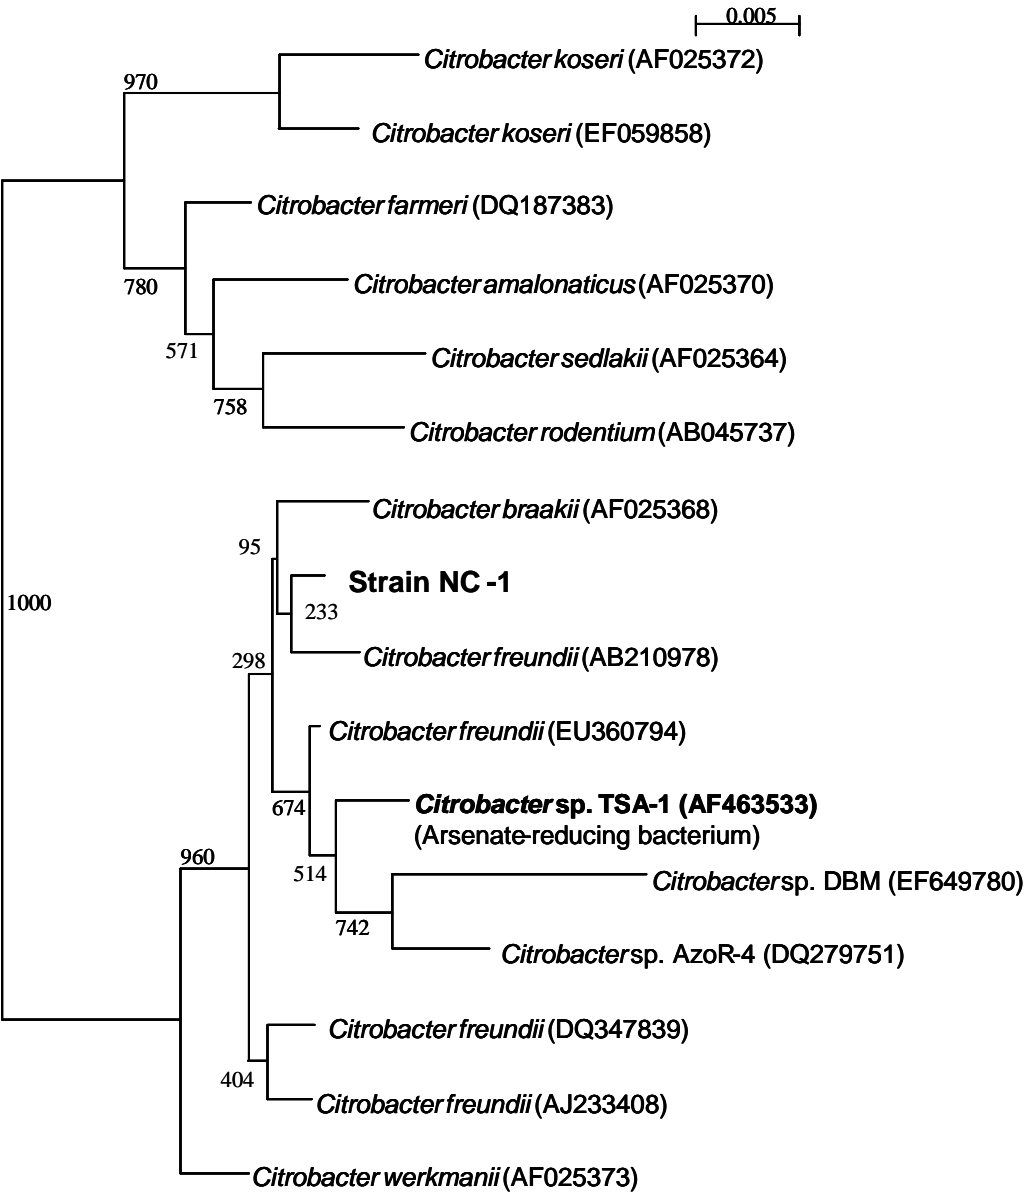 0.005
Citrobacter koseri (AF025372)
970
Citrobacter koseri (EF059858)
Citrobacter farmeri (DQ187383)
780
Citrobacter amalonaticus (AF025370)
571
Citrobacter sedlakii (AF025364)
758
Citrobacter rodentium (AB045737)
Citrobacter braakii (AF025368)
95
Strain NC -1
1000
233
Citrobacter freundii (AB210978)
298
Citrobacter freundii (EU360794)
674
Citrobacter sp. TSA-1 (AF463533)
(Arsenate-reducing bacterium)
960
514
Citrobacter sp. DBM (EF649780)
742
Citrobacter sp. AzoR-4 (DQ279751)
Citrobacter freundii (DQ347839)
404
Citrobacter freundii (AJ233408)
Citrobacter werkmanii (AF025373)